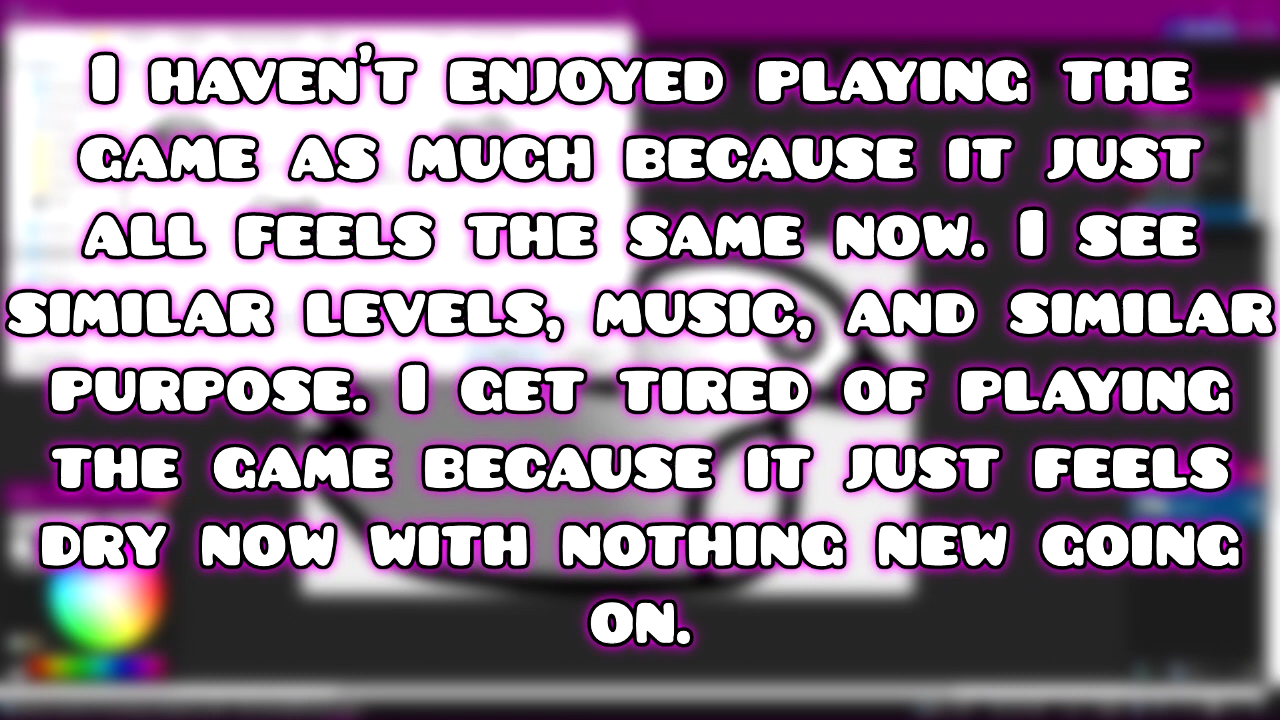 I HAVEN'T ENJOYED PLAYING THE
GAME AS MUCH BECAUSE IT JUST
ALL FEELS THE SAME NOW. I SEE
SIMILAR LEVELS, MUSIC, AND SIMILAR
PURPOSE. I GET TIRED OF PLAYING
THE GAME BECAUSE IT JUST FEELS
DRY NOW WITH NOTHING NEW GOING
ON.